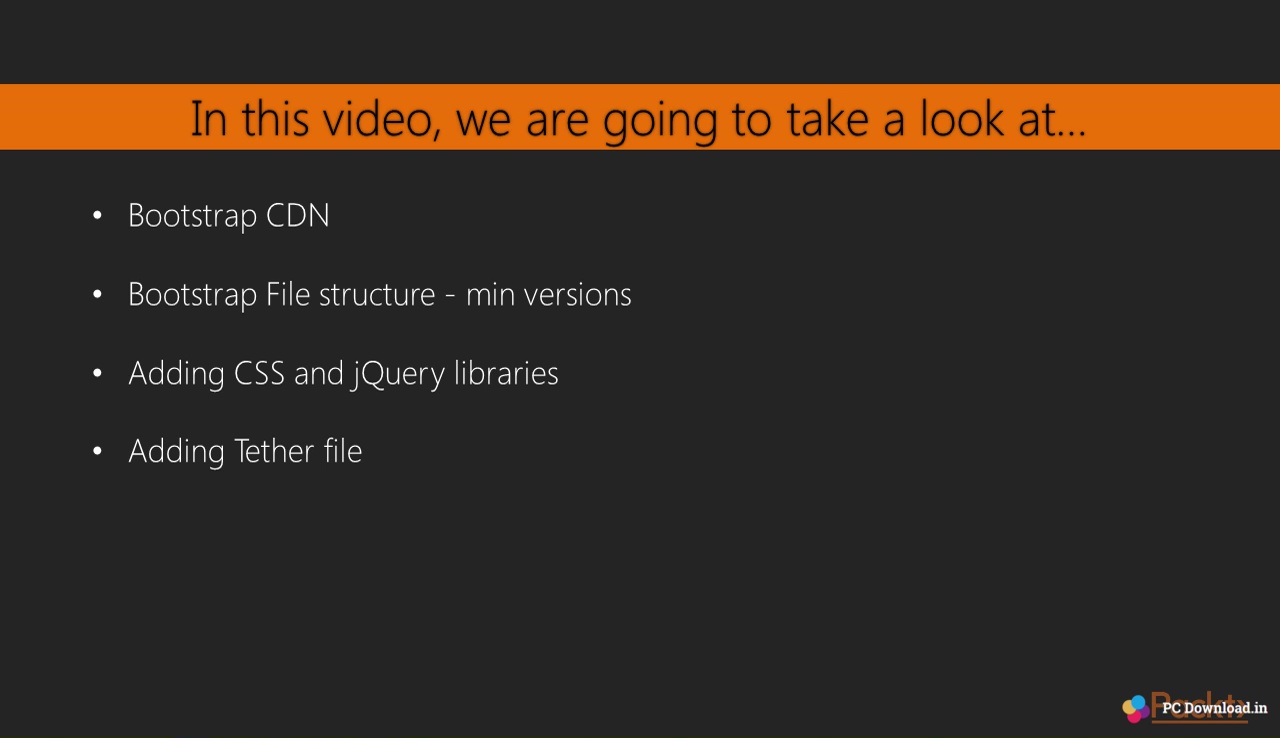 In this video, we are going to take a look at...
• Bootstrap CDN
• Bootstrap File structure - min versions
• Adding CSS and jQuery libraries
• Adding Tether file
PC Download.in